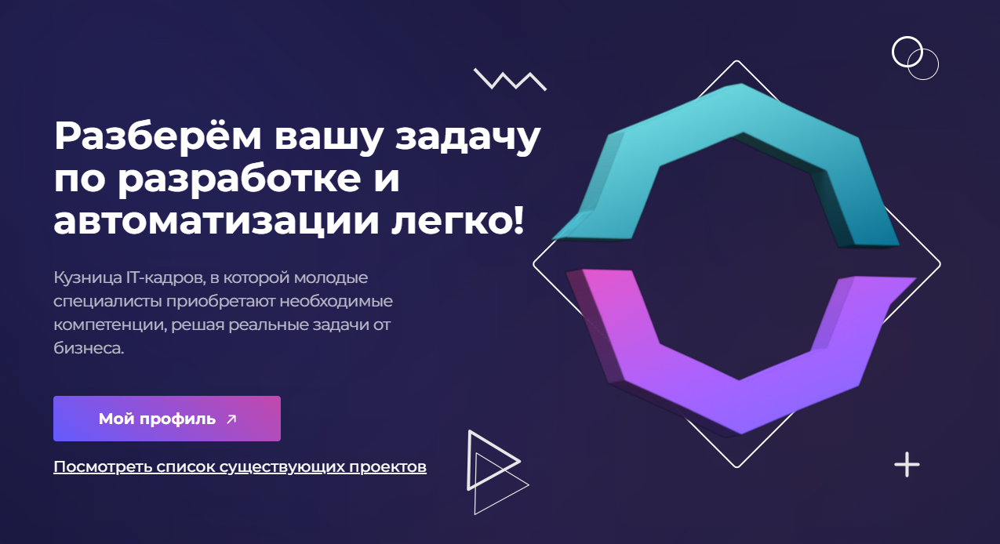 Разберём вашу задачу
по разработке и
автоматизации легко!
Кузница IT-кадров, в которой молодые
специалисты приобретают необходимые
компетенции, решая реальные задачи от
бизнеса.
Мой профиль
Посмотреть список существующих проектов